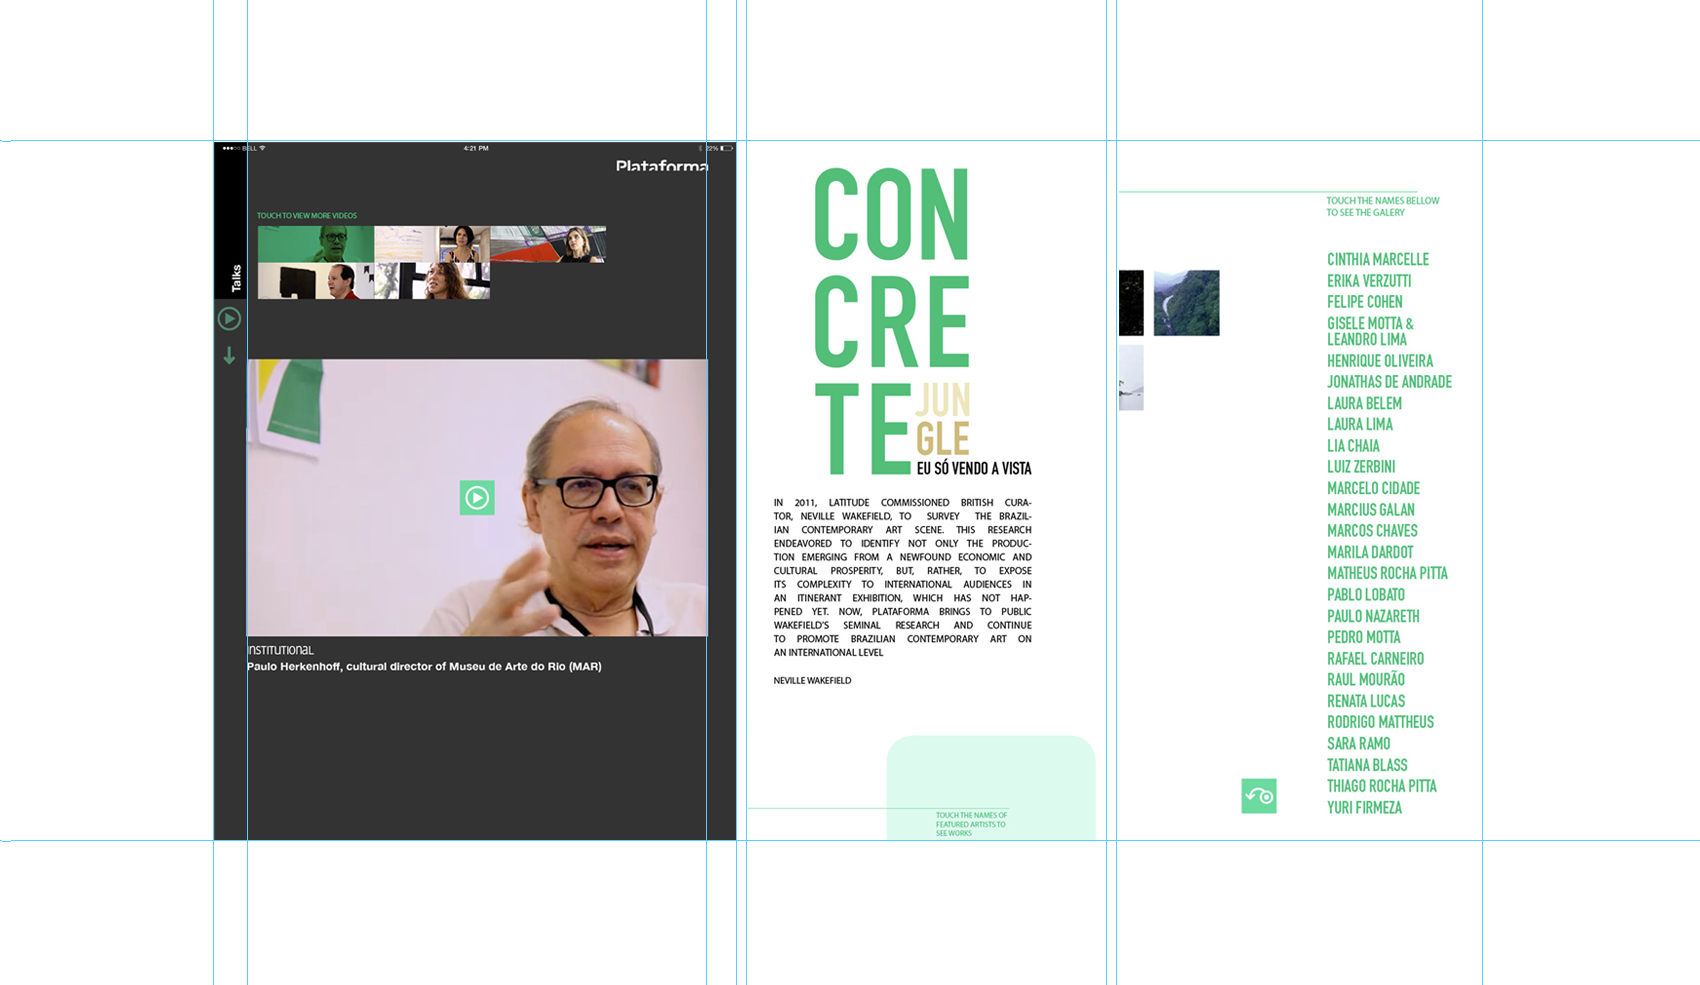 BELL
4:21 PM
22%
Plataforma
TOUCH TO VIEW MORE VIDEOS
Talks
INSTITUTIONAL
Paulo Herkenhoff, cultural director of Museu de Arte do Rio (MAR)
CON
CRE
TE
JUN
GLE
EU SÓ VENDO A VISTA
IN 2011, LATITUDE COMMISSIONED BRITISH CURA-
TOR, NEVILLE WAKEFIELD, TO SURVEY THE BRAZIL-
IAN CONTEMPORARY ART SCENE. THIS RESEARCH
ENDEAVORED TO IDENTIFY NOT ONLY THE PRODUC-
TION EMERGING FROM A NEWFOUND ECONOMIC AND
CULTURAL PROSPERITY, BUT, RATHER, TO EXPOSE
ITS COMPLEXITY TO INTERNATIONAL AUDIENCES IN
AN ITINERANT EXHIBITION, WHICH HAS NOT HAP-
PENED YET. NOW, PLATAFORMA BRINGS TO PUBLIC
WAKEFIELD'S SEMINAL RESEARCH AND CONTINUE
TO PROMOTE BRAZILIAN CONTEMPORARY ART ON
AN INTERNATIONAL LEVEL
NEVILLE WAKEFIELD
TOUCH THE NAMES OF
FEATURED ARTISTS TO
SEE WORKS
TOUCH THE NAMES BELLOW
TO SEE THE GALERY
CINTHIA MARCELLE
ERIKA VERZUTTI
FELIPE COHEN
GISELE MOTTA &
LEANDRO LIMA
HENRIQUE OLIVEIRA
JONATHAS DE ANDRADE
LAURA BELEM
LAURA LIMA
LIA CHAIA
LUIZ ZERBINI
MARCELO CIDADE
MARCIUS GALAN
MARCOS CHAVES
MARILA DARDOT
MATHEUS ROCHA PITTA
PABLO LOBATO
PAULO NAZARETH
PEDRO MOTTA
RAFAEL CARNEIRO
RAUL MOURÃO
RENATA LUCAS
RODRIGO MATTHEUS
SARA RAMO
TATIANA BLASS
THIAGO ROCHA PITTA
YURI FIRMEZA